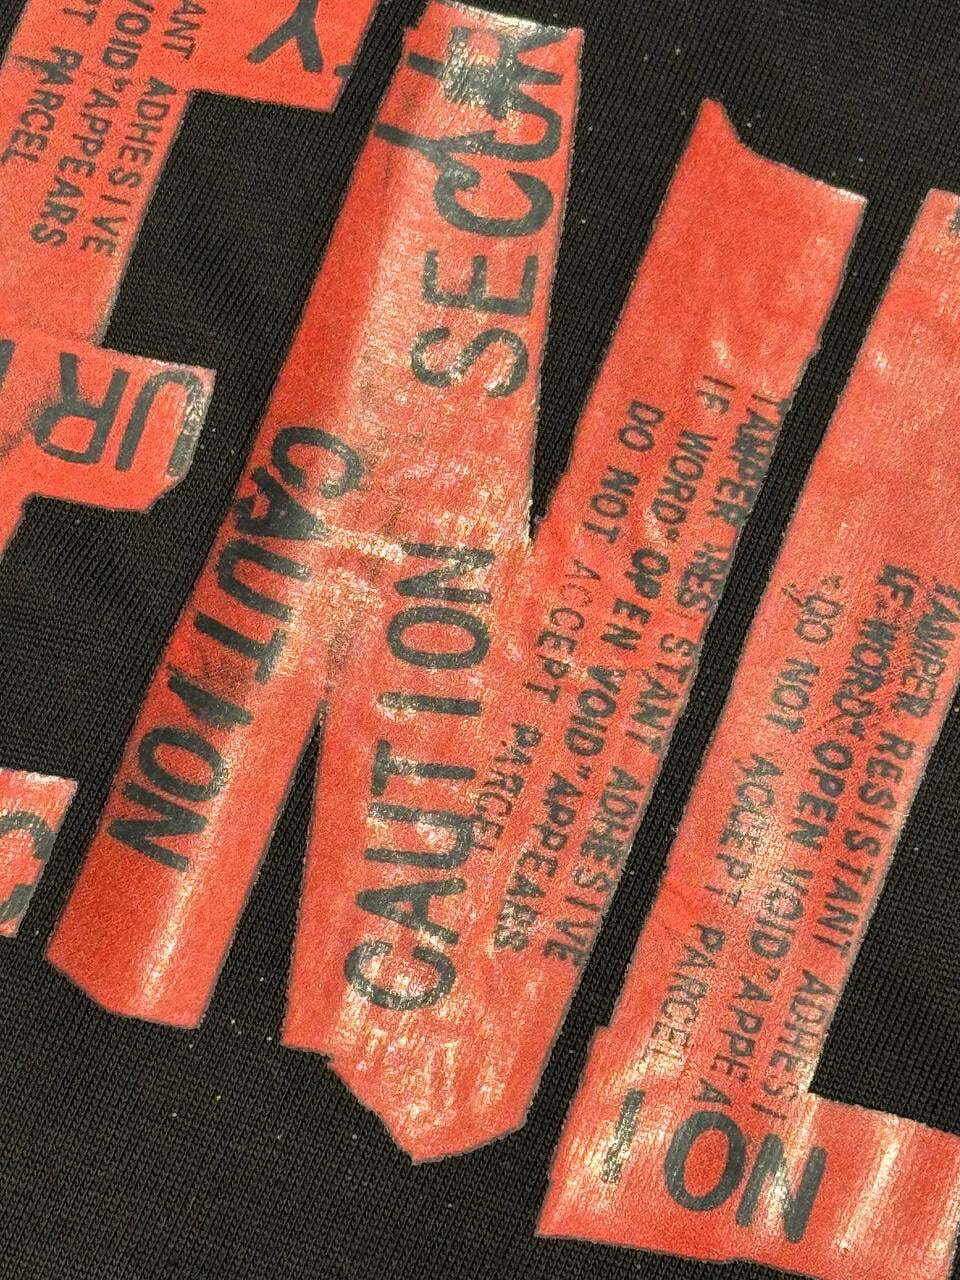 ANT ADHESIVE
VOID"APPEARS
PT PARCEL
Y
UR
SEC
CAUTION
CAUTION
TAMPER RESISTANT ADHESIVE
IF WORD"OPEN VOID"APPEARS
DO NOT ACCEPT PARCEL
TAMPER RESISTANT ADHESI
IF WORD"OPEN VOID"APPEA
DO NOT ACCEPT PARCEL
ION